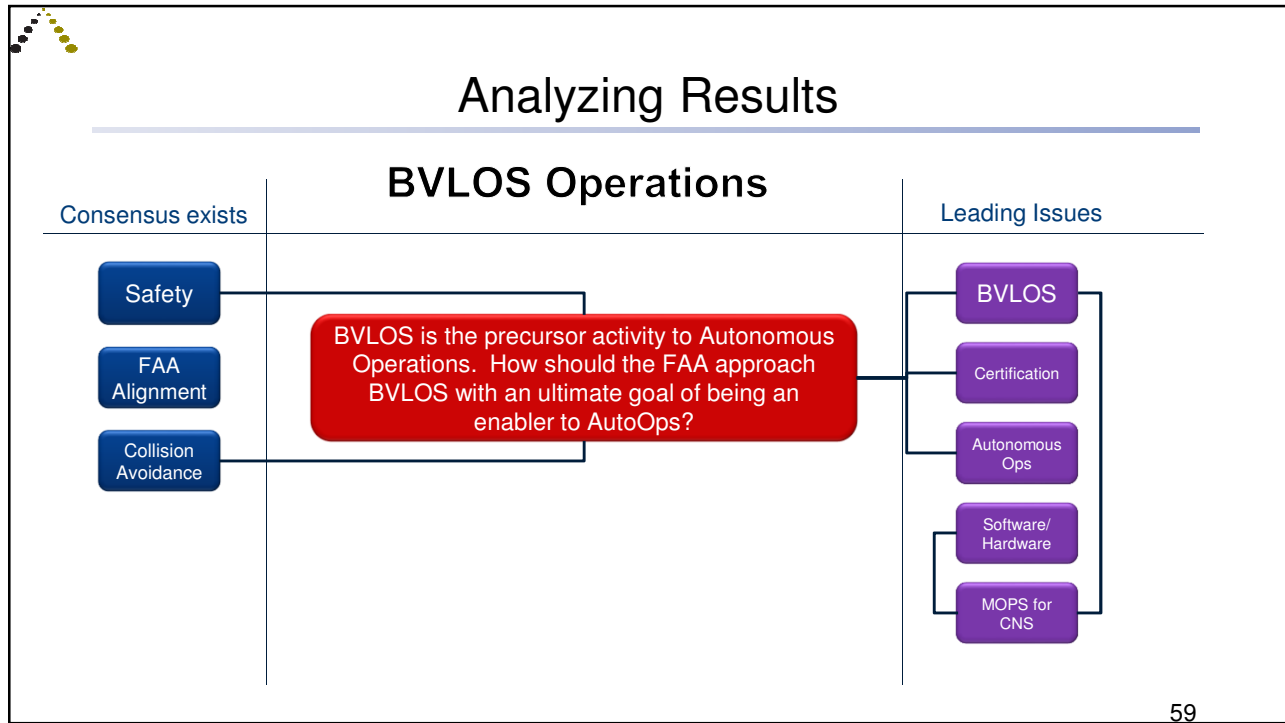 Analyzing Results
BVLOS Operations
Consensus exists
Leading Issues
Safety
FAA
Alignment
Collision
Avoidance
BVLOS is the precursor activity to Autonomous
Operations.  How should the FAA approach
BVLOS with an ultimate goal of being an
enabler to AutoOps?
BVLOS
Certification
Autonomous
Ops
Software/
Hardware
MOPS for
CNS
59